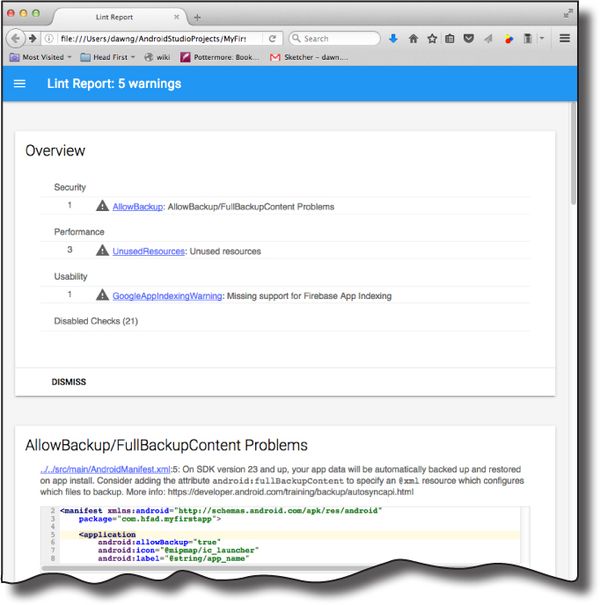 Lint Report
file:///Users/dawng/AndroidStudioProjects/MyFirs
Search
Most Visited
Head First
wiki
Pottermore: Book...
Sketcher – dawn....
Lint Report: 5 warnings
Overview
Security
1 AllowBackup: AllowBackup/FullBackupContent Problems
Performance
3 UnusedResources: Unused resources
Usability
1 GoogleAppIndexingWarning: Missing support for Firebase App Indexing
Disabled Checks (21)
DISMISS
AllowBackup/FullBackupContent Problems
../../src/main/AndroidManifest.xml:5: On SDK version 23 and up, your app data will be automatically backed up and restored
on app install. Consider adding the attribute android:fullBackupContent to specify an @xml resource which configures
which files to backup. More info: https://developer.android.com/training/backup/autosyncapi.html
2 <manifest xmlns:android="http://schemas.android.com/apk/res/android"
3 package="com.hfad.myfirstapp">
4
5 <application
6 android:allowBackup="true"
7 android:icon="@mipmap/ic_launcher"
8 android:label="@string/app_name"